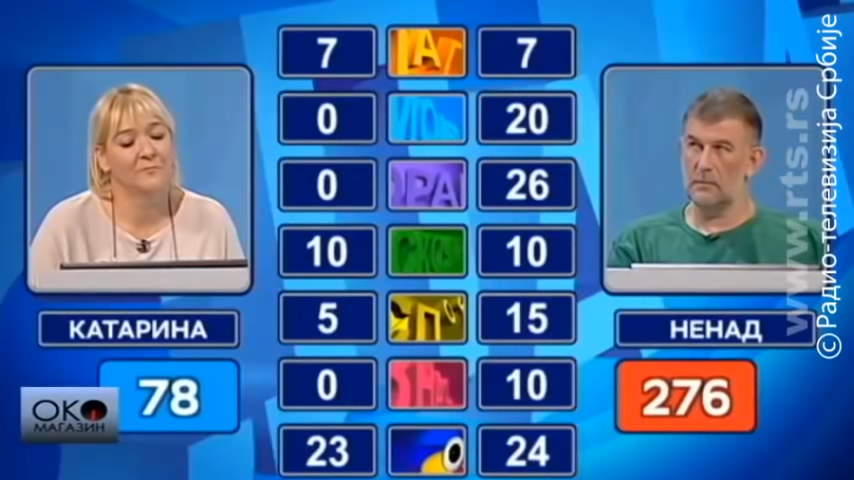 7 7
0 20
0 26
10 10
5 15
0 10
23 24
КАТАРИНА
78
НЕНАД
276
ОКО
МАГАЗИН
www.rts.rs
© Радио-телевизија Србије